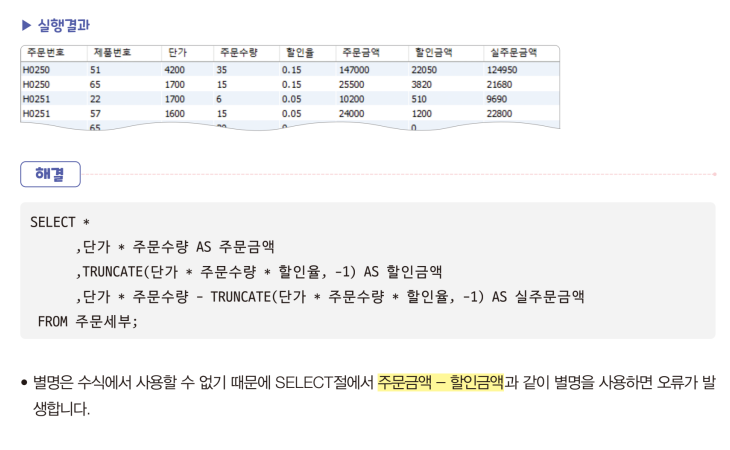 ▶ 실행결과
주문번호 제품번호 단가 주문수량 할인율 주문금액 할인금액 실주문금액
H0250 51 4200 35 0.15 147000 22050 124950
H0250 65 1700 15 0.15 25500 3820 21680
H0251 22 1700 6 0.05 10200 510 9690
H0251 57 1600 15 0.05 24000 1200 22800
65 0
해결
SELECT *
,단가 * 주문수량 AS 주문금액
,TRUNCATE(단가 * 주문수량 * 할인율, -1) AS 할인금액
,단가 * 주문수량 - TRUNCATE(단가 * 주문수량 * 할인율, -1) AS 실주문금액
FROM 주문세부;
• 별명은 수식에서 사용할 수 없기 때문에 SELECT절에서 주문금액 – 할인금액과 같이 별명을 사용하면 오류가 발
생합니다.